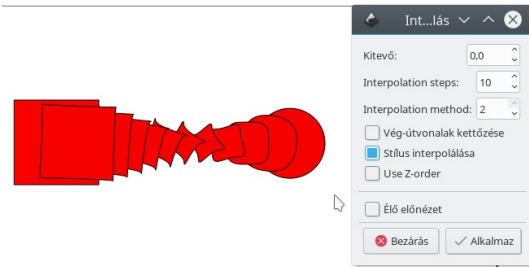 Int...lás
Kitevő: 0,0
Interpolation steps: 10
Interpolation method: 2
Vég-útvonalak kettőzése
Stílus interpolálása
Use Z-order
Élő előnézet
Bezárás Alkalmaz